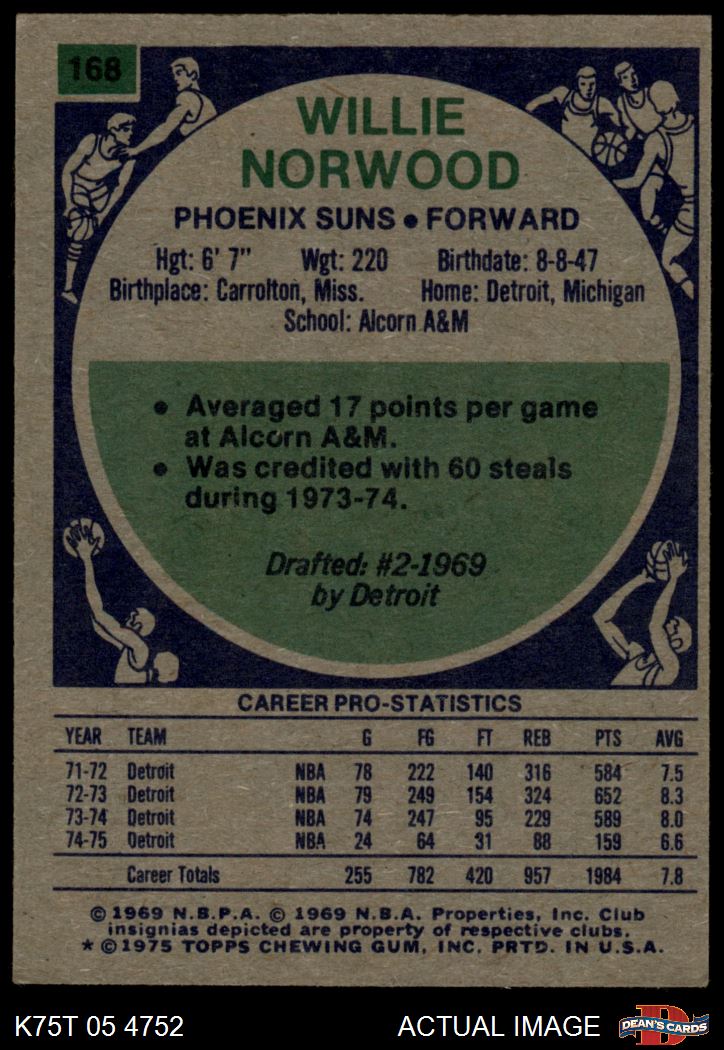 168
WILLIE
NORWOOD
PHOENIX SUNS • FORWARD
Hgt: 6' 7" Wgt: 220 Birthdate: 8-8-47
Birthplace: Carrolton, Miss. Home: Detroit, Michigan
School: Alcorn A&M
• Averaged 17 points per game
at Alcorn A&M.
• Was credited with 60 steals
during 1973-74.
Drafted: #2-1969
by Detroit
CAREER PRO-STATISTICS
YEAR TEAM G FG FT REB PTS AVG
71-72 Detroit NBA 78 222 140 316 584 7.5
72-73 Detroit NBA 79 249 154 324 652 8.3
73-74 Detroit NBA 74 247 95 229 589 8.0
74-75 Detroit NBA 24 64 31 88 159 6.6
Career Totals 255 782 420 957 1984 7.8
© 1969 N.B.P.A. © 1969 N.B.A. Properties, Inc. Club
insignias depicted are property of respective clubs.
* © 1975 TOPPS CHEWING GUM, INC. PRTD. IN U.S.A.
K75T 05 4752 ACTUAL IMAGE D DEAN'S CARDS